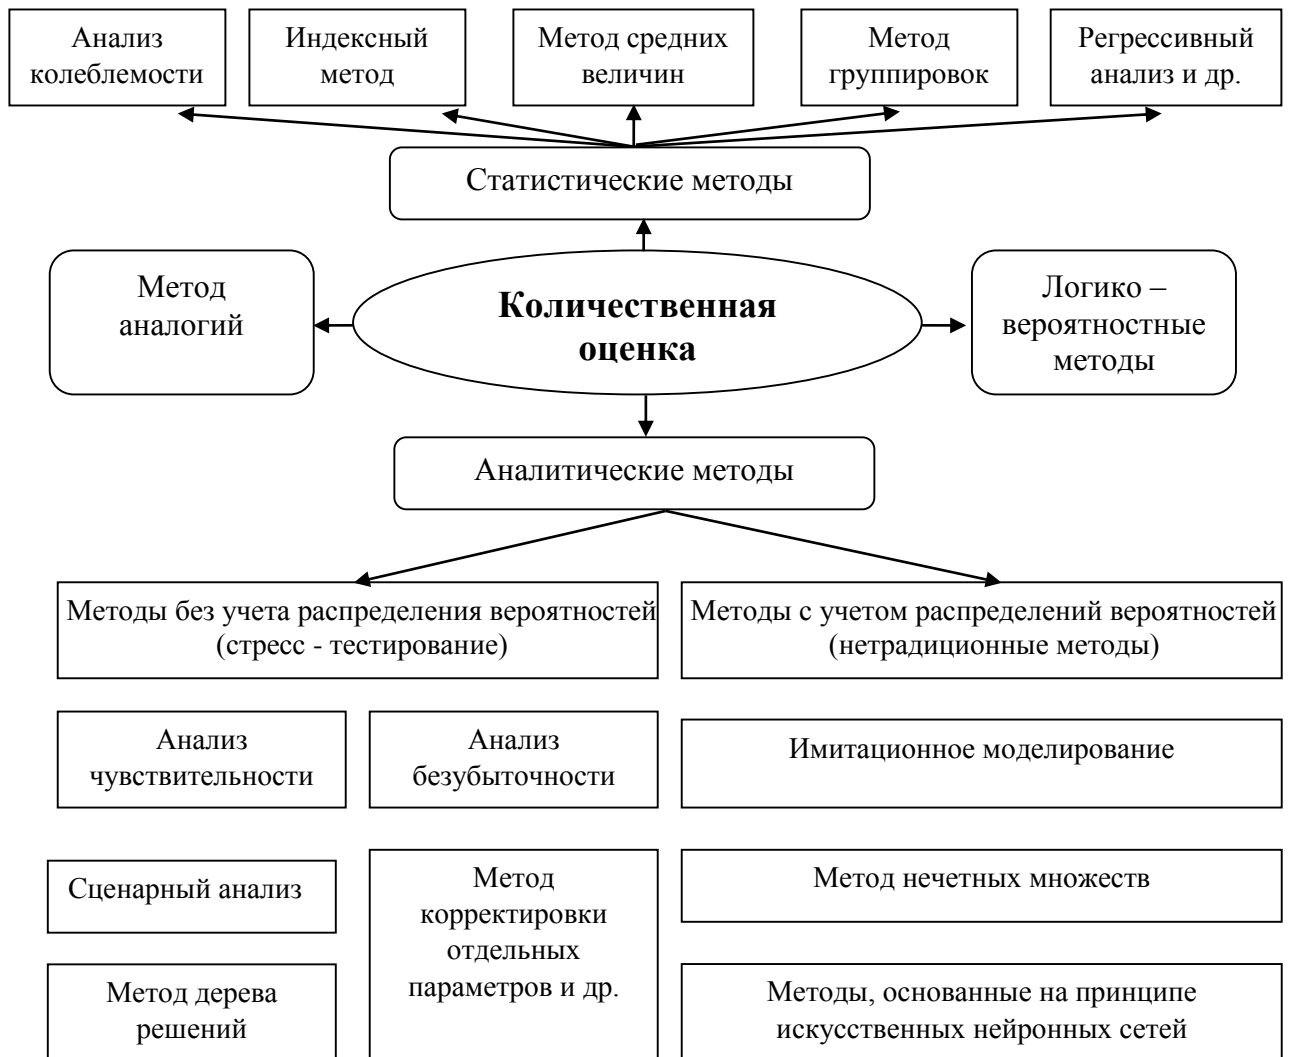 Анализ
колеблемости
Индексный
метод
Метод средних
величин
Метод
группировок
Регрессивный
анализ и др.
Статистические методы
Метод
аналогий
Количественная
оценка
Логико –
вероятностные
методы
Аналитические методы
Методы без учета распределения вероятностей
(стресс - тестирование)
Методы с учетом распределений вероятностей
(нетрадиционные методы)
Анализ
чувствительности
Анализ
безубыточности
Имитационное моделирование
Сценарный анализ
Метод
корректировки
отдельных
параметров и др.
Метод нечетных множеств
Метод дерева
решений
Методы, основанные на принципе
искусственных нейронных сетей